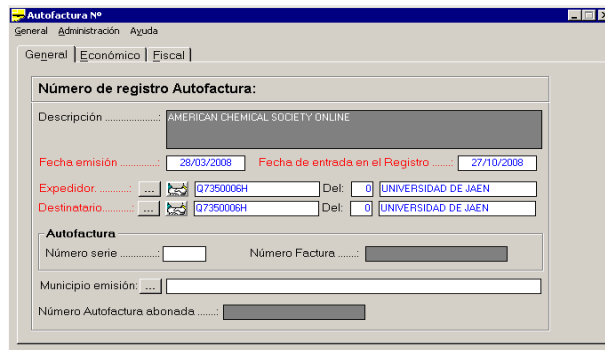 Autofactura Nº
General Administración Ayuda
General Económico Fiscal
Número de registro Autofactura:
Descripción ...................: AMERICAN CHEMICAL SOCIETY ONLINE
Fecha emisión ............: 28/03/2008 Fecha de entrada en el Registro ......: 27/10/2008
Expedidor. .........: ... Q7350006H Del: 0 UNIVERSIDAD DE JAEN
Destinatario.........: ... Q7350006H Del: 0 UNIVERSIDAD DE JAEN
Autofactura
Número serie .............: Número Factura ......:
Municipio emisión: ...
Número Autofactura abonada ......: